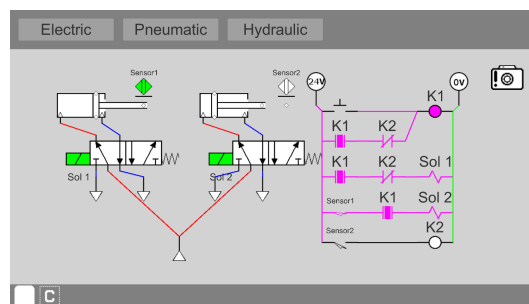 Electric Pneumatic Hydraulic
Sensor1 Sensor2
24V 0V
K1
K1 K2
K1 K2 Sol 1
Sol 1 Sol 2
Sensor1 K1 Sol 2
Sensor2 K2
C